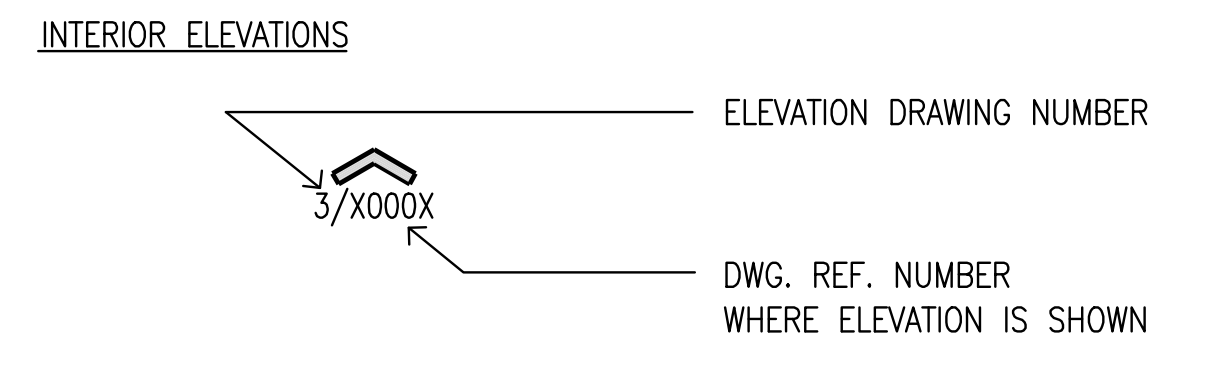 INTERIOR ELEVATIONS
ELEVATION DRAWING NUMBER
3/X000X
DWG. REF. NUMBER
WHERE ELEVATION IS SHOWN